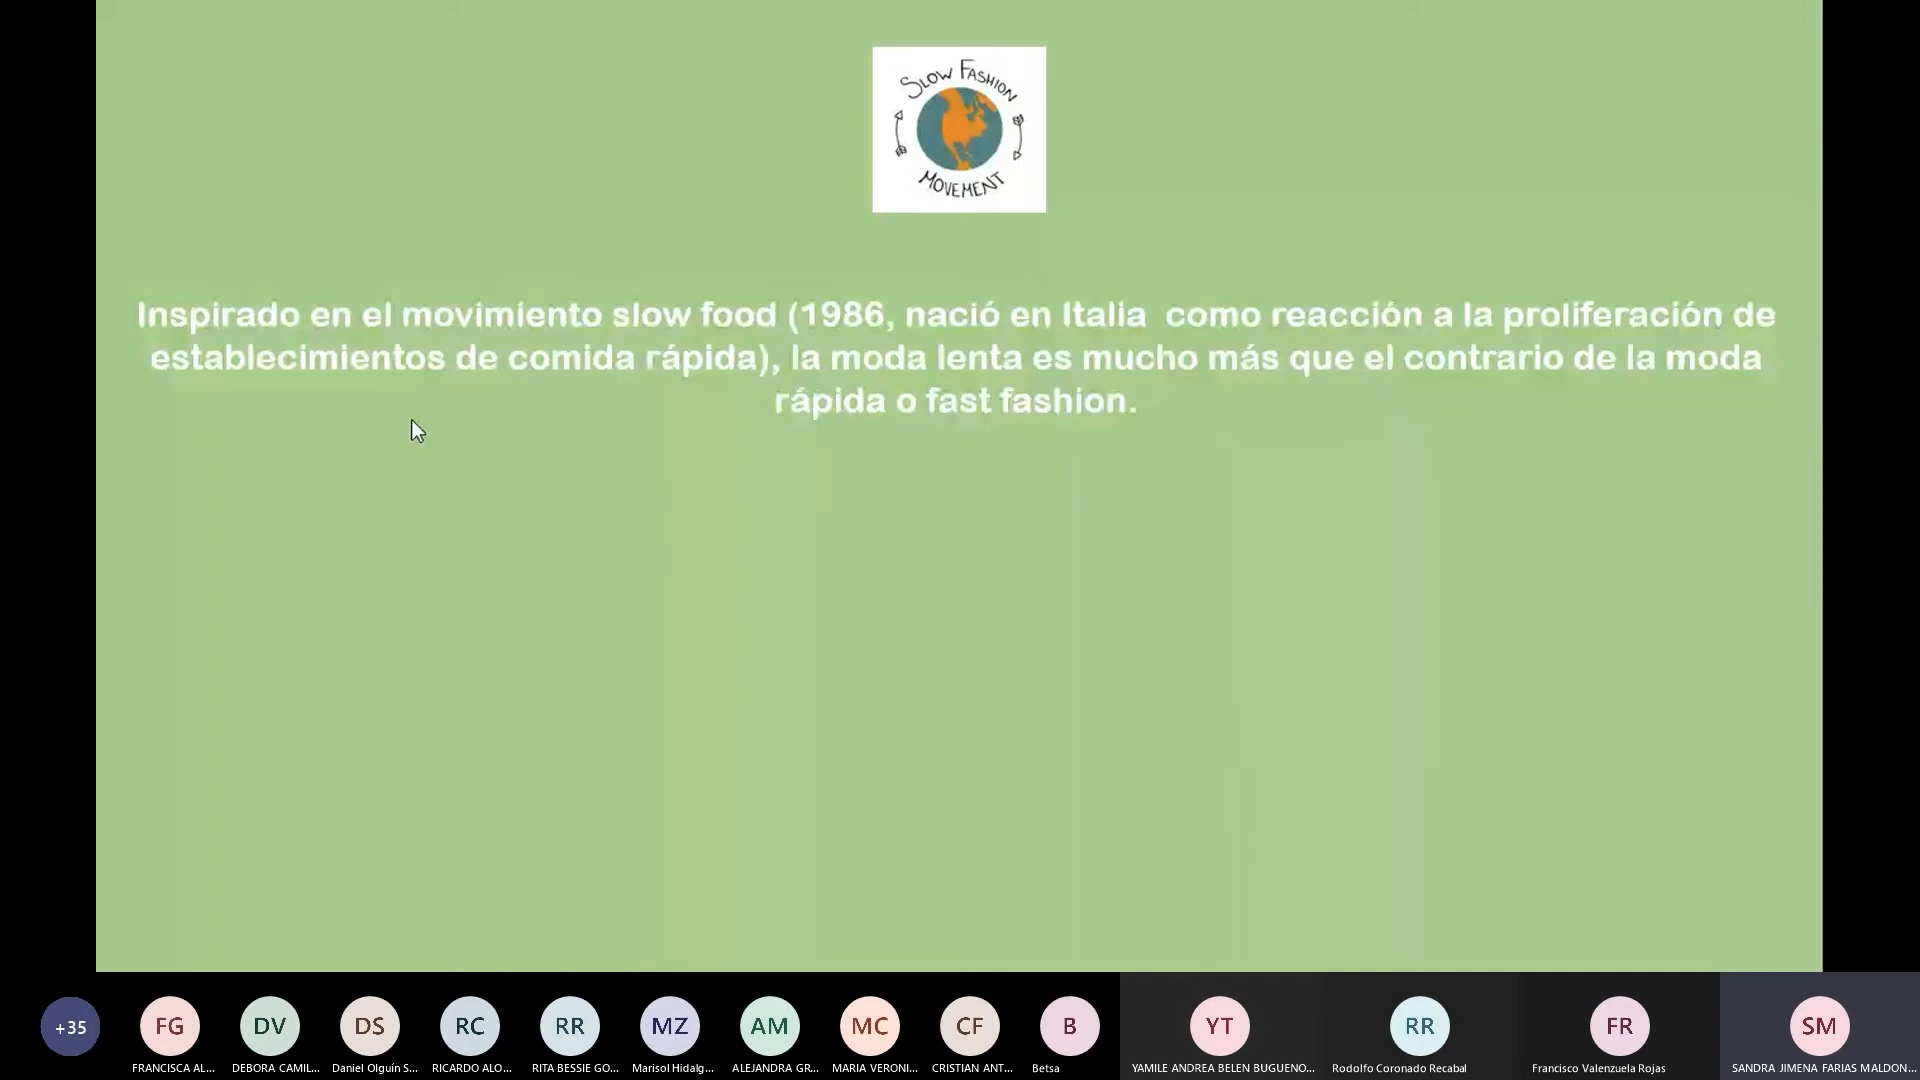 SLOW FASHION
MOVEMENT
Inspirado en el movimiento slow food (1986, nació en Italia  como reacción a la proliferación de
establecimientos de comida rápida), la moda lenta es mucho más que el contrario de la moda
rápida o fast fashion.
+35
FG
DV
DS
RC
RR
MZ
AM
MC
CF
B
YT
RR
FR
SM
FRANCISCA AL...
DEBORA CAMIL...
Daniel Olguín S...
RICARDO ALO...
RITA BESSIE GO...
Marisol Hidalg...
ALEJANDRA GR...
MARIA VERONI...
CRISTIAN ANT...
Betsa
YAMILE ANDREA BELEN BUGUENO...
Rodolfo Coronado Recabal
Francisco Valenzuela Rojas
SANDRA JIMENA FARIAS MALDON...